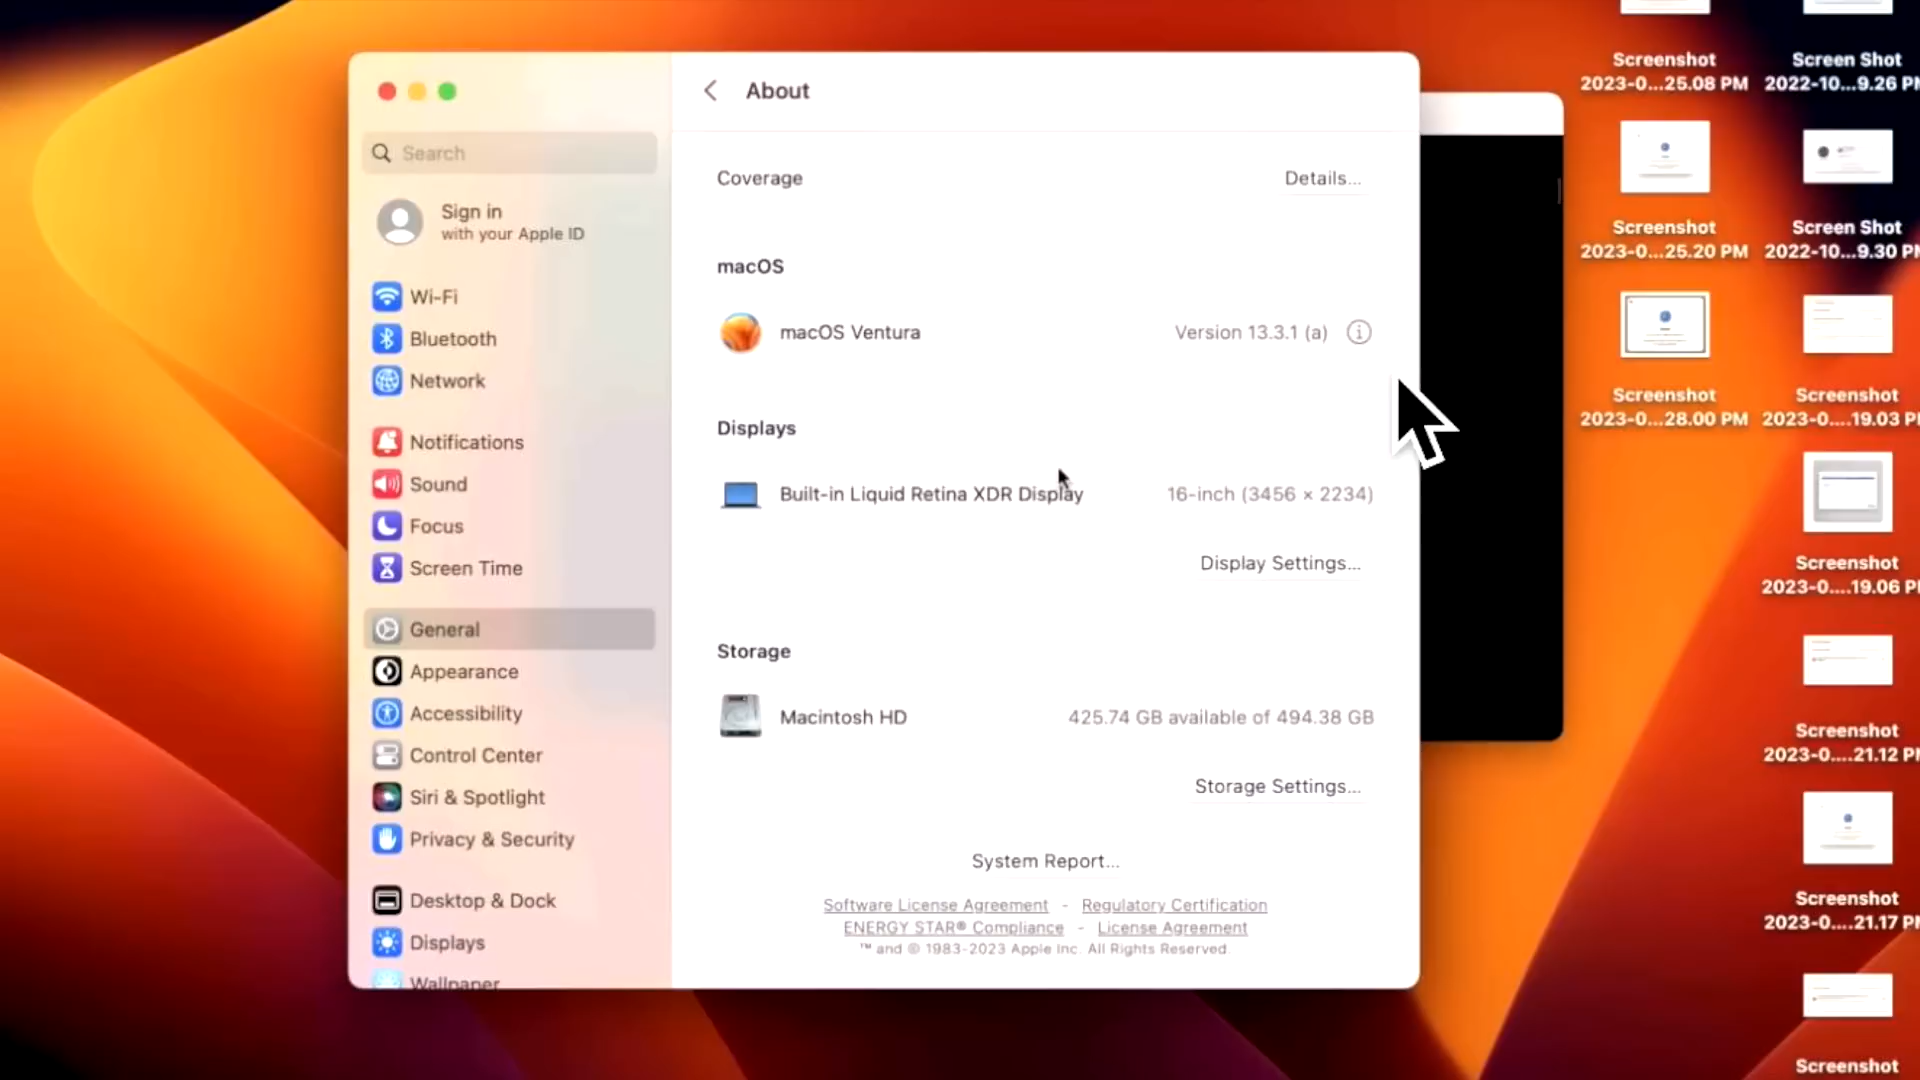 About
Search
Sign in
with your Apple ID
Wi-Fi
Bluetooth
Network
Notifications
Sound
Focus
Screen Time
General
Appearance
Accessibility
Control Center
Siri & Spotlight
Privacy & Security
Desktop & Dock
Displays
Wallpaper
Coverage
Details...
macOS
macOS Ventura
Version 13.3.1 (a)
Displays
Built-in Liquid Retina XDR Display
16-inch (3456 × 2234)
Display Settings...
Storage
Macintosh HD
425.74 GB available of 494.38 GB
Storage Settings...
System Report...
Software License Agreement - Regulatory Certification
ENERGY STAR® Compliance - License Agreement
™ and © 1983-2023 Apple Inc. All Rights Reserved.
Screenshot
2023-0...25.08 PM
Screenshot
2023-0...25.20 PM
Screenshot
2023-0...28.00 PM
Screen Shot
2022-10...9.26 PM
Screen Shot
2022-10...9.30 PM
Screenshot
2023-0....19.03 PM
Screenshot
2023-0....19.06 PM
Screenshot
2023-0....21.12 PM
Screenshot
2023-0....21.17 PM
Screenshot